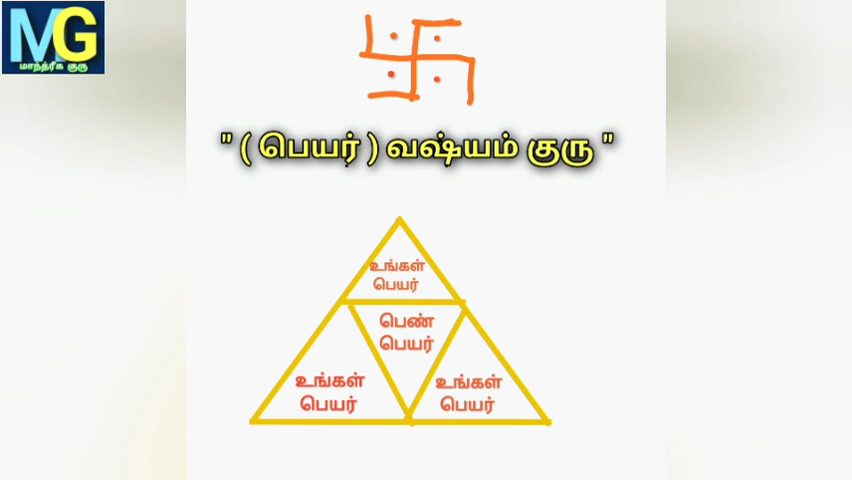 MG
மாந்த்ரீக குரு
" ( பெயர் ) வஷ்யம் குரு "
உங்கள்
பெயர்
பெண்
பெயர்
உங்கள்
பெயர்
உங்கள்
பெயர்